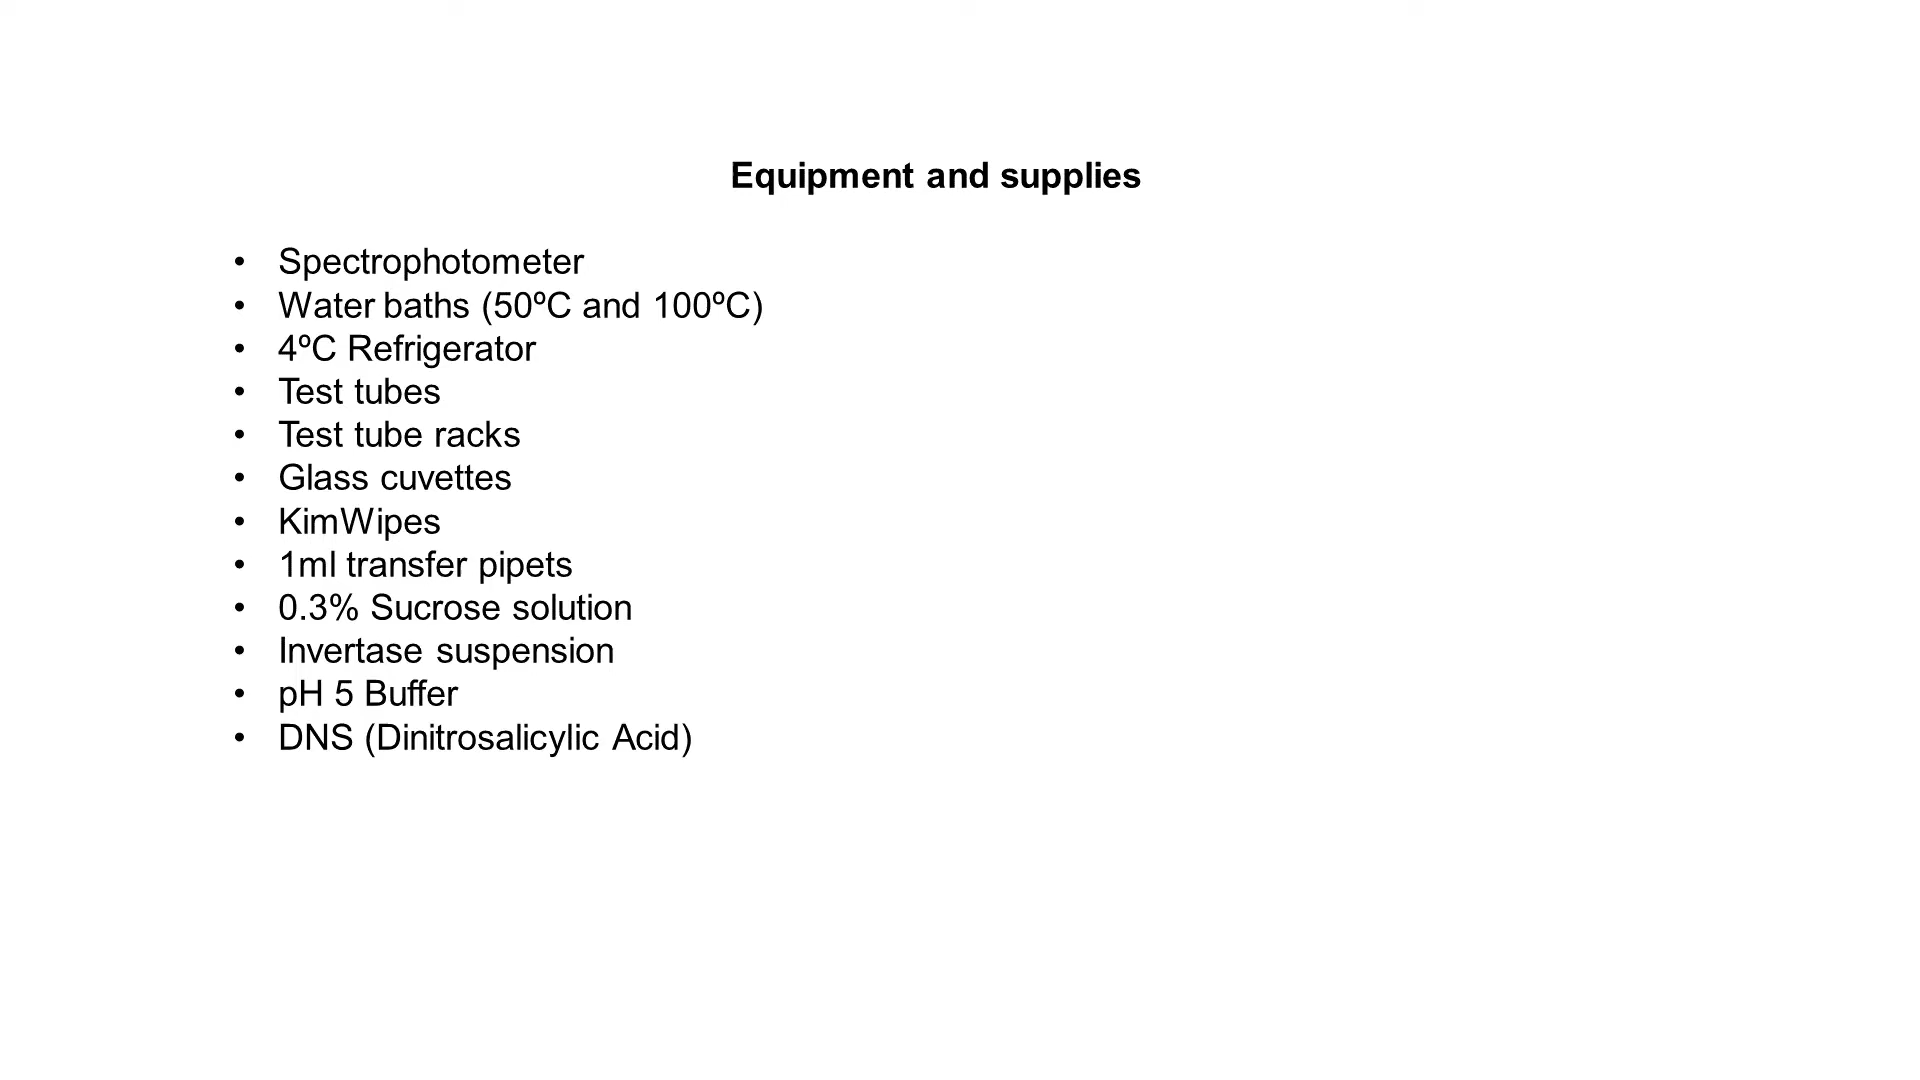 Equipment and supplies
• Spectrophotometer
• Water baths (50ºC and 100ºC)
• 4ºC Refrigerator
• Test tubes
• Test tube racks
• Glass cuvettes
• KimWipes
• 1ml transfer pipets
• 0.3% Sucrose solution
• Invertase suspension
• pH 5 Buffer
• DNS (Dinitrosalicylic Acid)